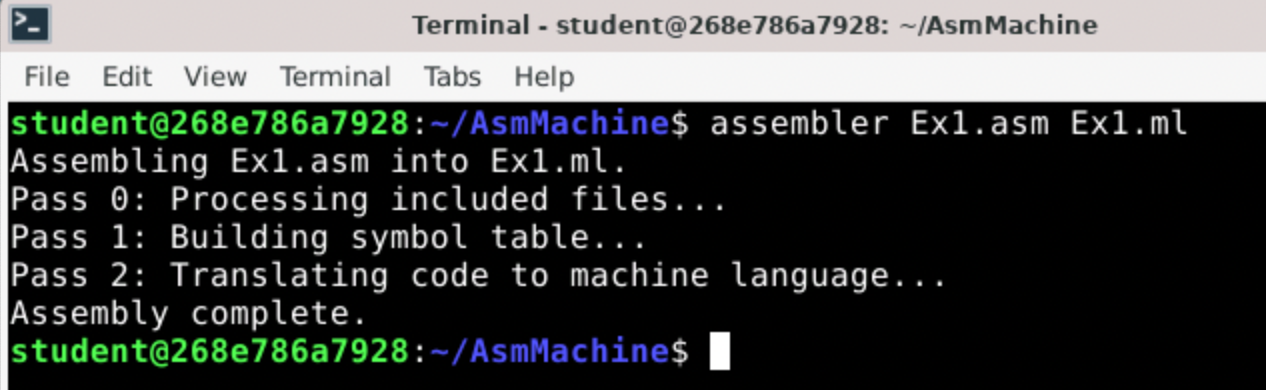 Terminal - student@268e786a7928: ~/AsmMachine
File Edit View Terminal Tabs Help
student@268e786a7928:~/AsmMachine$ assembler Ex1.asm Ex1.ml
Assembling Ex1.asm into Ex1.ml.
Pass 0: Processing included files...
Pass 1: Building symbol table...
Pass 2: Translating code to machine language...
Assembly complete.
student@268e786a7928:~/AsmMachine$